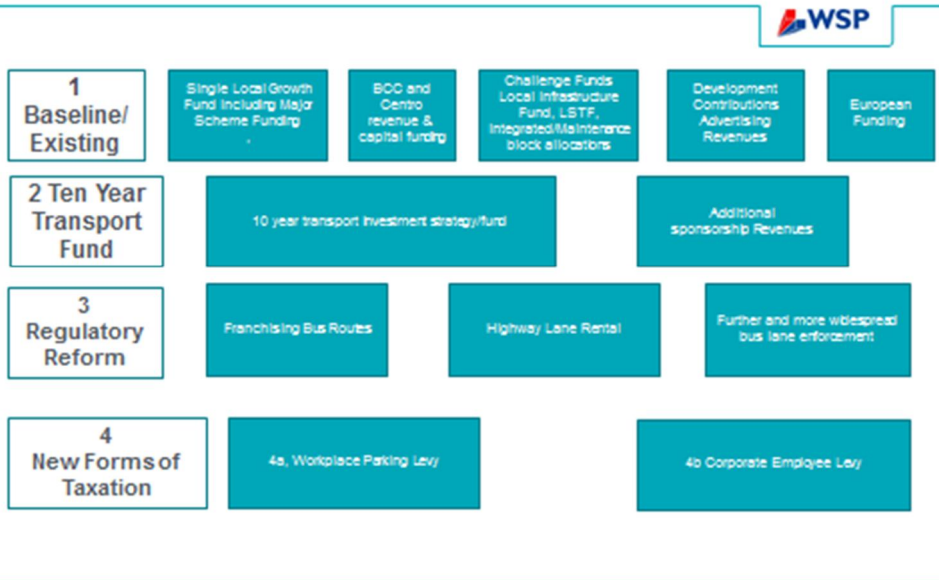 WSP
1
Baseline/
Existing
Single Local Growth
Fund Including Major
Scheme Funding
,
BCC and
Centro
revenue &
capital funding
Challenge Funds
Local Infrastructure
Fund, LSTF,
Integrated/Maintenance
block allocations
Development
Contributions
Advertising
Revenues
European
Funding
2 Ten Year
Transport
Fund
10 year transport investment strategy/fund
Additional
sponsorship Revenues
3
Regulatory
Reform
Franchising Bus Routes
Highway Lane Rental
Further and more widespread
bus lane enforcement
4
New Forms of
Taxation
4a, Workplace Parking Levy
4b Corporate Employee Levy